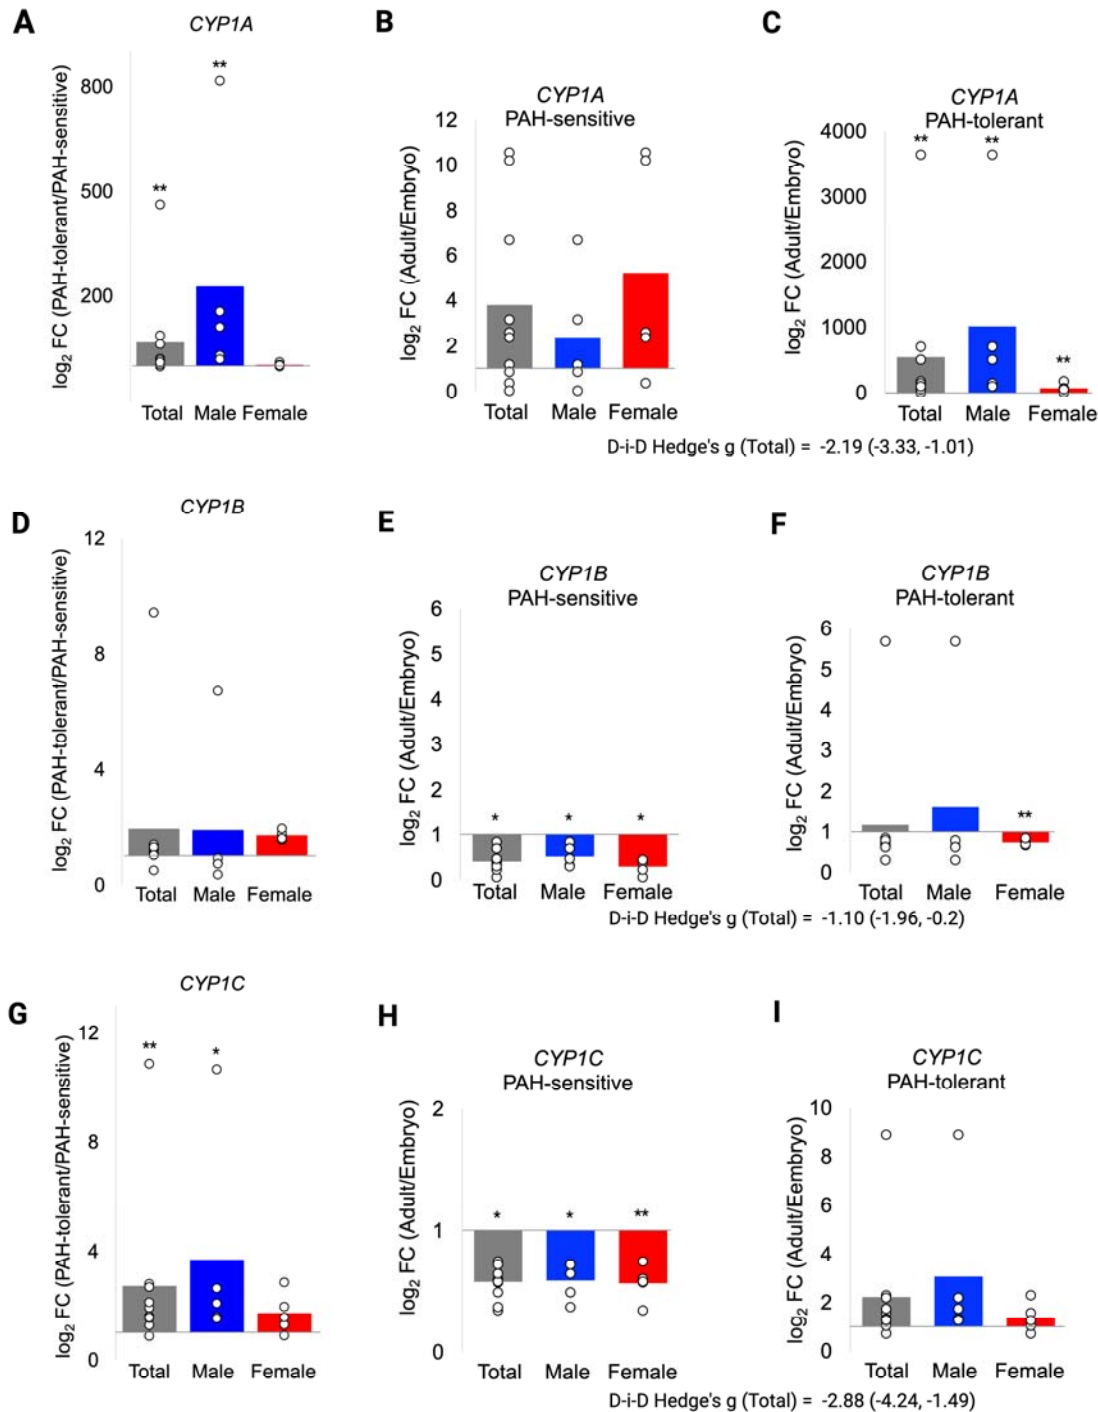 A
CYP1A
log2 FC (PAH-tolerant/PAH-sensitive)
800
500
200
**
**
Total Male Female
B
CYP1A
PAH-sensitive
log2 FC (Adult/Embryo)
12
10
8
6
4
2
0
Total Male Female
C
CYP1A
PAH-tolerant
log2 FC (Adult/Embryo)
4000
3000
2000
1000
0
**
**
**
Total Male Female
D-i-D Hedge's g (Total) = -2.19 (-3.33, -1.01)
D
CYP1B
log2 FC (PAH-tolerant/PAH-sensitive)
12
8
4
0
Total Male Female
E
CYP1B
PAH-sensitive
log2 FC (Adult/Embryo)
6
5
4
3
2
1
0
*
*
*
Total Male Female
F
CYP1B
PAH-tolerant
log2 FC (Adult/Embryo)
6
5
4
3
2
1
0
**
Total Male Female
D-i-D Hedge's g (Total) = -1.10 (-1.96, -0.2)
G
CYP1C
log2 FC (PAH-tolerant/PAH-sensitive)
12
8
4
0
**
*
Total Male Female
H
CYP1C
PAH-sensitive
log2 FC (Adult/Embryo)
2
1
0
*
*
**
Total Male Female
I
CYP1C
PAH-tolerant
log2 FC (Adult/Eembryo)
10
8
6
4
2
0
Total Male Female
D-i-D Hedge's g (Total) = -2.88 (-4.24, -1.49)